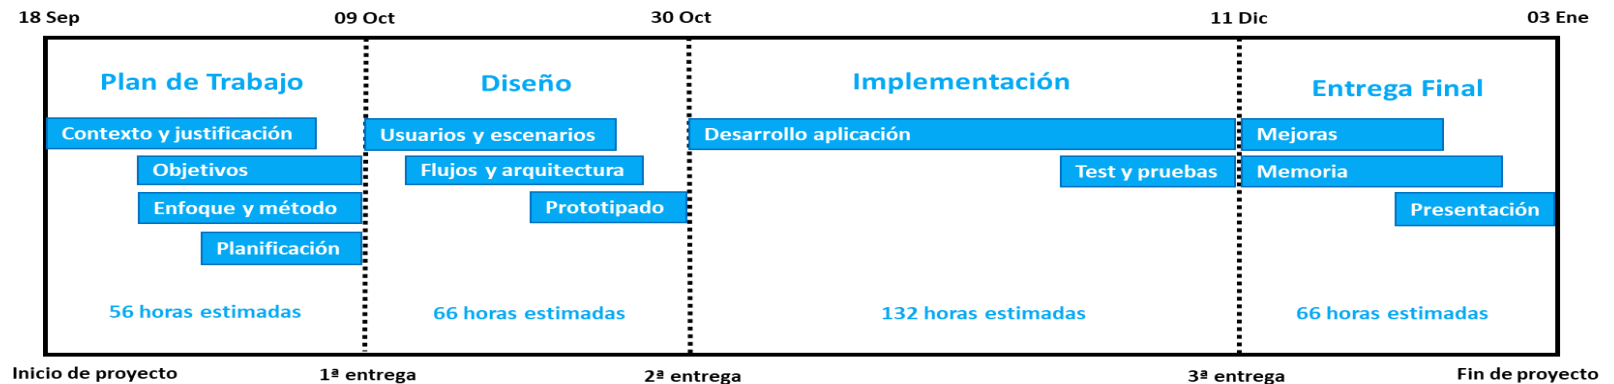 18 Sep
09 Oct
30 Oct
11 Dic
03 Ene
Plan de Trabajo
Diseño
Implementación
Entrega Final
Contexto y justificación
Usuarios y escenarios
Desarrollo aplicación
Mejoras
Objetivos
Flujos y arquitectura
Test y pruebas
Memoria
Enfoque y método
Prototipado
Presentación
Planificación
56 horas estimadas
66 horas estimadas
132 horas estimadas
66 horas estimadas
Inicio de proyecto
1ª entrega
2ª entrega
3ª entrega
Fin de proyecto